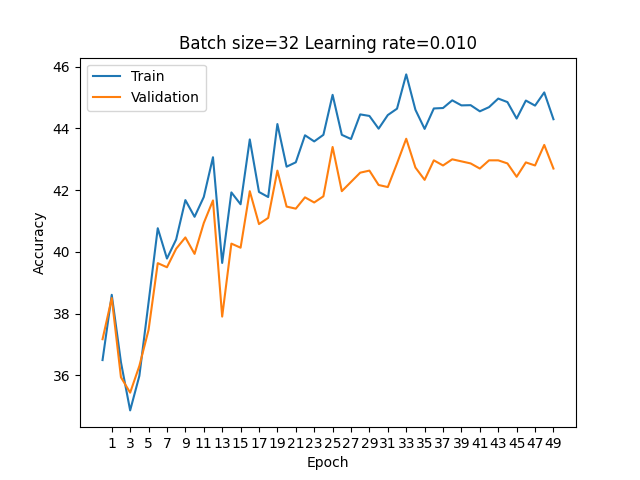 Batch size=32 Learning rate=0.010
Train
Validation
46
44
42
40
38
36
Accuracy
1 3 5 7 9 11 13 15 17 19 21 23 25 27 29 31 33 35 37 39 41 43 45 47 49
Epoch